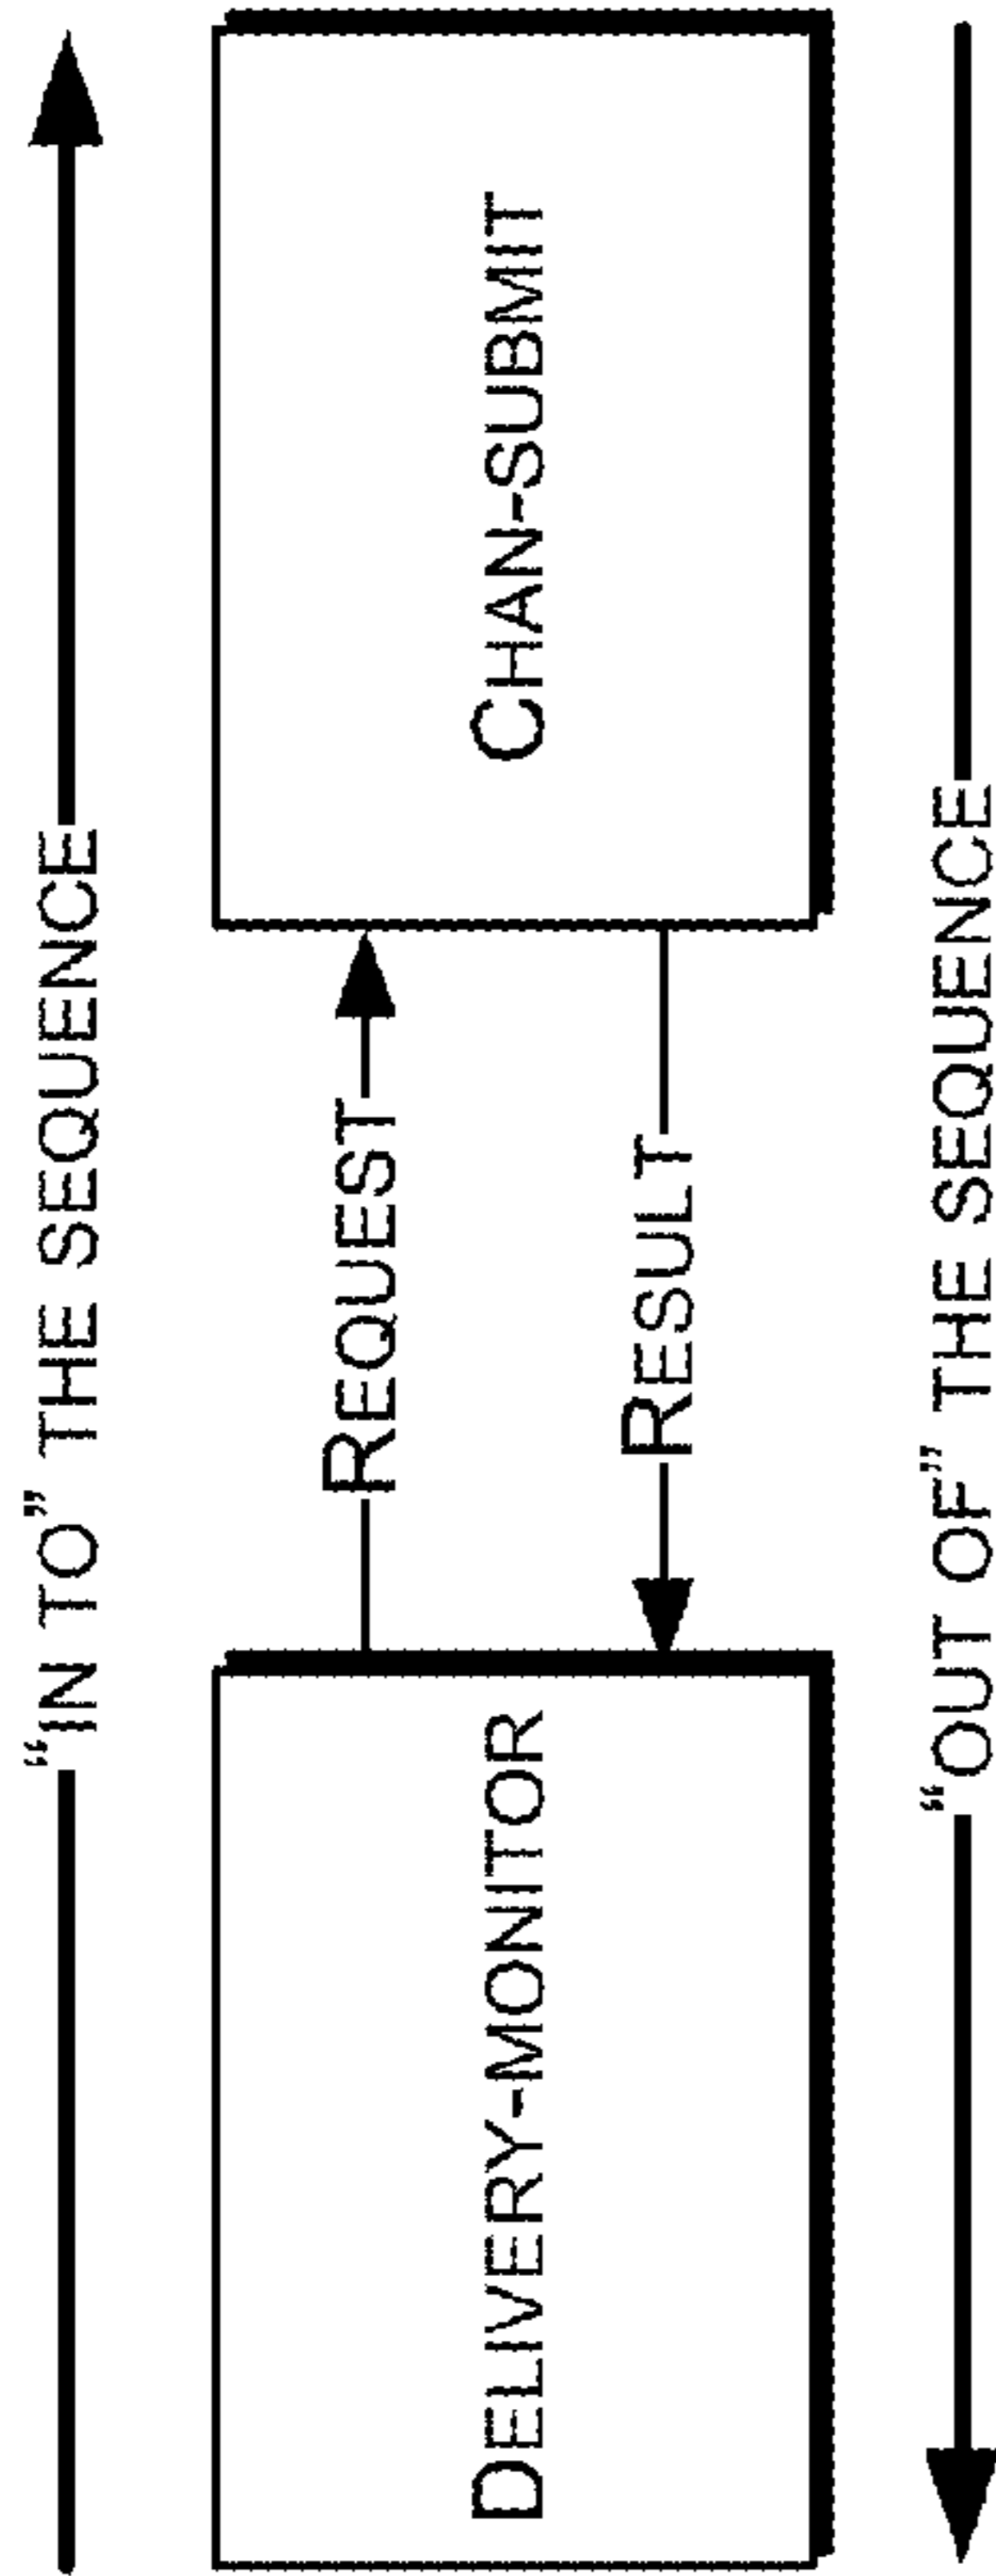 “IN TO” THE SEQUENCE
DELIVERY-MONITOR
REQUEST
RESULT
CHAN-SUBMIT
“OUT OF” THE SEQUENCE